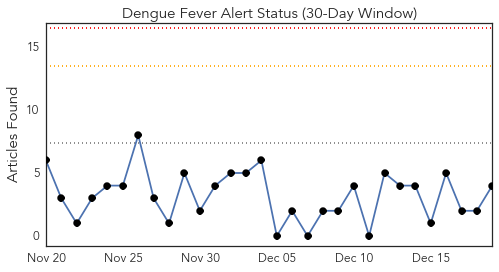 Dengue Fever Alert Status (30-Day Window)
Articles Found
15
10
5
0
Nov 20
Nov 25
Nov 30
Dec 05
Dec 10
Dec 15